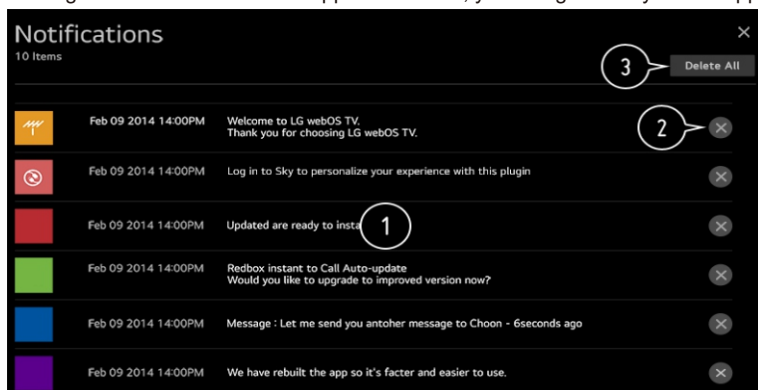 Notifications
10 Items
3
Delete All
Feb 09 2014 14:00PM
Welcome to LG webOS TV.
Thank you for choosing LG webOS TV.
2
Feb 09 2014 14:00PM
Log in to Sky to personalize your experience with this plugin
Feb 09 2014 14:00PM
Updated are ready to insta
1
Feb 09 2014 14:00PM
Redbox instant to Call Auto-update
Would you like to upgrade to improved version now?
Feb 09 2014 14:00PM
Message : Let me send you antoher message to Choon - 6seconds ago
Feb 09 2014 14:00PM
We have rebuilt the app so it's facter and easier to use.